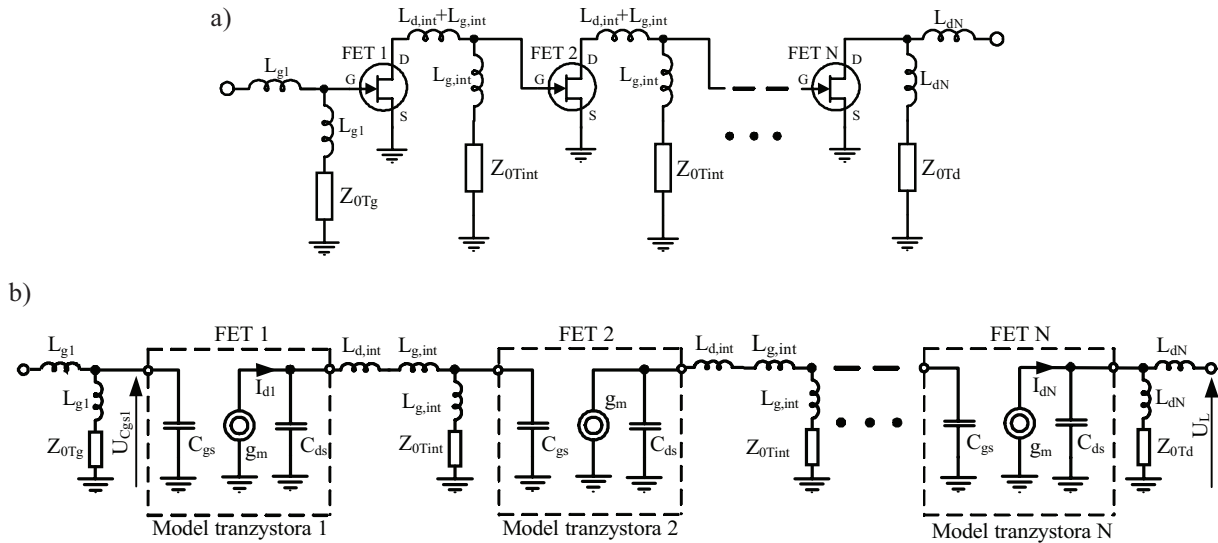 a)
L_d,int+L_g,int
L_d,int+L_g,int
L_dN
FET 1
FET 2
FET N
D
D
D
L_g1
G
G
G
L_g,int
L_g,int
L_dN
S
S
S
L_g1
Z_0Tg
Z_0Tint
Z_0Tint
Z_0Td
b)
FET 1
FET 2
FET N
L_g1
L_d,int
L_g,int
L_d,int
L_g,int
L_dN
L_g1
I_d1
L_g,int
g_m
L_g,int
I_dN
L_dN
Z_0Tg
U_Cgs1
C_gs
g_m
C_ds
Z_0Tint
C_gs
C_ds
Z_0Tint
C_gs
g_m
C_ds
Z_0Td
U_L
Model tranzystora 1
Model tranzystora 2
Model tranzystora N